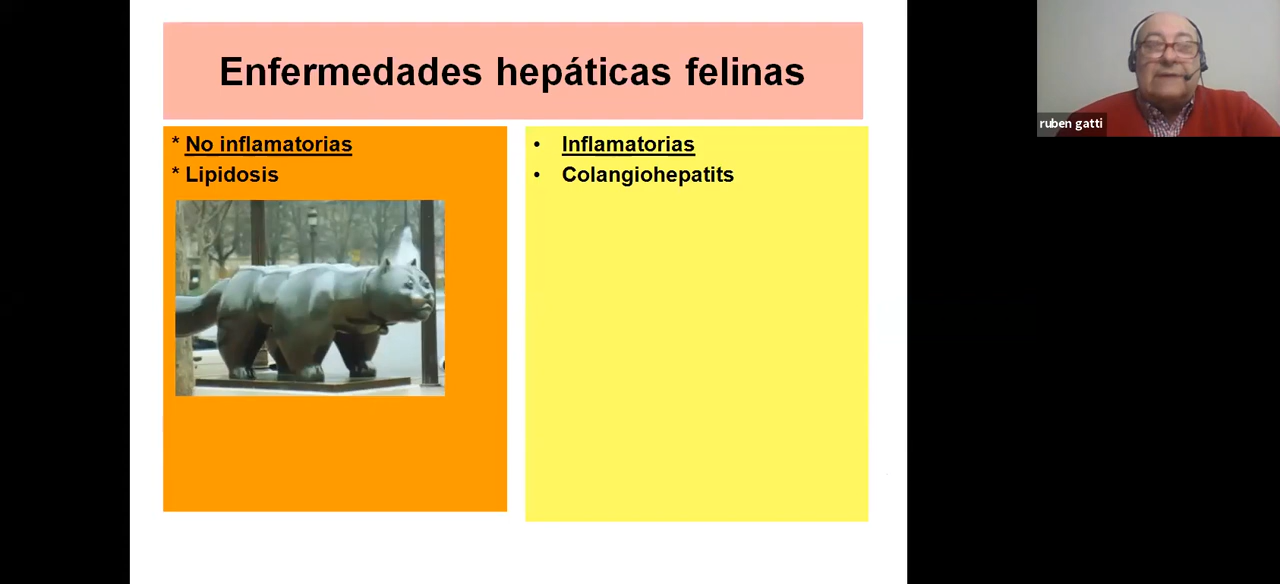 Enfermedades hepáticas felinas
* No inflamatorias
* Lipidosis
• Inflamatorias
• Colangiohepatits
ruben gatti